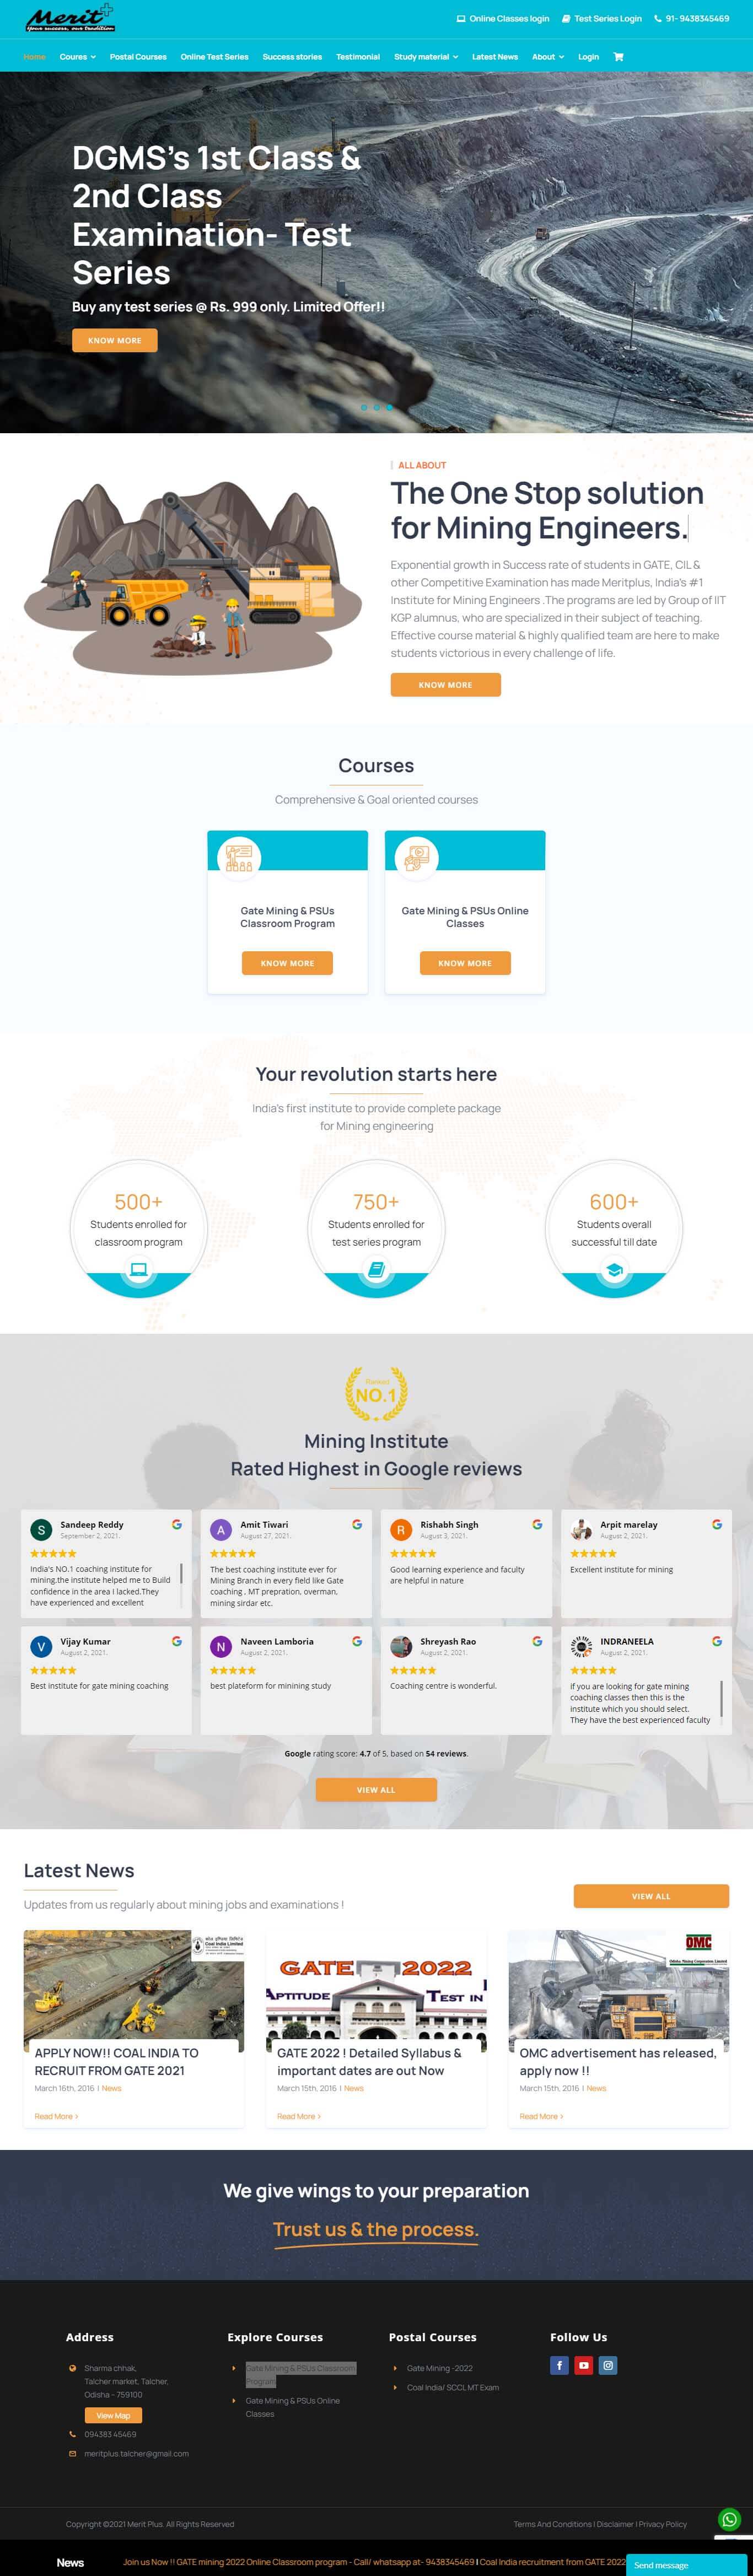 Merit+
Your success, our tradition
Online Classes login
Test Series Login
91- 9438345469
Home
Coures
Postal Courses
Online Test Series
Success stories
Testimonial
Study material
Latest News
About
Login
DGMS's 1st Class &
2nd Class
Examination- Test
Series
Buy any test series @ Rs. 999 only. Limited Offer!!
KNOW MORE
ALL ABOUT
The One Stop solution
for Mining Engineers.
Exponential growth in Success rate of students in GATE, CIL &
other Competitive Examination has made Meritplus, India's #1
Institute for Mining Engineers .The programs are led by Group of IIT
KGP alumnus, who are specialized in their subject of teaching.
Effective course material & highly qualified team are here to make
students victorious in every challenge of life.
KNOW MORE
Courses
Comprehensive & Goal oriented courses
Gate Mining & PSUs
Classroom Program
KNOW MORE
Gate Mining & PSUs Online
Classes
KNOW MORE
Your revolution starts here
India's first institute to provide complete package
for Mining engineering
500+
Students enrolled for
classroom program
750+
Students enrolled for
test series program
600+
Students overall
successful till date
Ranked
NO.1
Mining Institute
Rated Highest in Google reviews
S
Sandeep Reddy
September 2, 2021.
India's NO.1 coaching institute for
mining.the institute helped me to Build
confidence in the area I lacked.They
have experienced and excellent
A
Amit Tiwari
August 27, 2021.
The best coaching institute ever for
Mining Branch in every field like Gate
coaching , MT prepration, overman,
mining sirdar etc.
R
Rishabh Singh
August 3, 2021.
Good learning experience and faculty
are helpful in nature
Arpit marelay
August 2, 2021.
Excellent institute for mining
V
Vijay Kumar
August 2, 2021.
Best institute for gate mining coaching
N
Naveen Lamboria
August 2, 2021.
best plateform for minining study
Shreyash Rao
August 2, 2021.
Coaching centre is wonderful.
INDRANEELA
August 2, 2021.
if you are looking for gate mining
coaching classes then this is the
institute which you should select.
They have the best experienced faculty
Google rating score: 4.7 of 5, based on 54 reviews.
VIEW ALL
Latest News
Updates from us regularly about mining jobs and examinations !
VIEW ALL
Coal India Limited
APPLY NOW!! COAL INDIA TO
RECRUIT FROM GATE 2021
March 16th, 2016 | News
Read More
GATE 2022
APTITUDE TEST IN
GATE 2022 ! Detailed Syllabus &
important dates are out Now
March 15th, 2016 | News
Read More
OMC
Odisha Mining Corporation Limited
OMC advertisement has released,
apply now !!
March 15th, 2016 | News
Read More
We give wings to your preparation
Trust us & the process.
Address
Sharma chhak,
Talcher market, Talcher,
Odisha - 759100
View Map
094383 45469
meritplus.talcher@gmail.com
Explore Courses
Gate Mining & PSUs Classroom
Program
Gate Mining & PSUs Online
Classes
Postal Courses
Gate Mining -2022
Coal India/ SCCL MT Exam
Follow Us
Copyright ©2021 Merit Plus. All Rights Reserved
Terms And Conditions | Disclaimer | Privacy Policy
News
Join us Now !! GATE mining 2022 Online Classroom program - Call/ whatsapp at- 9438345469 | Coal India recruitment from GATE 2022
Send message